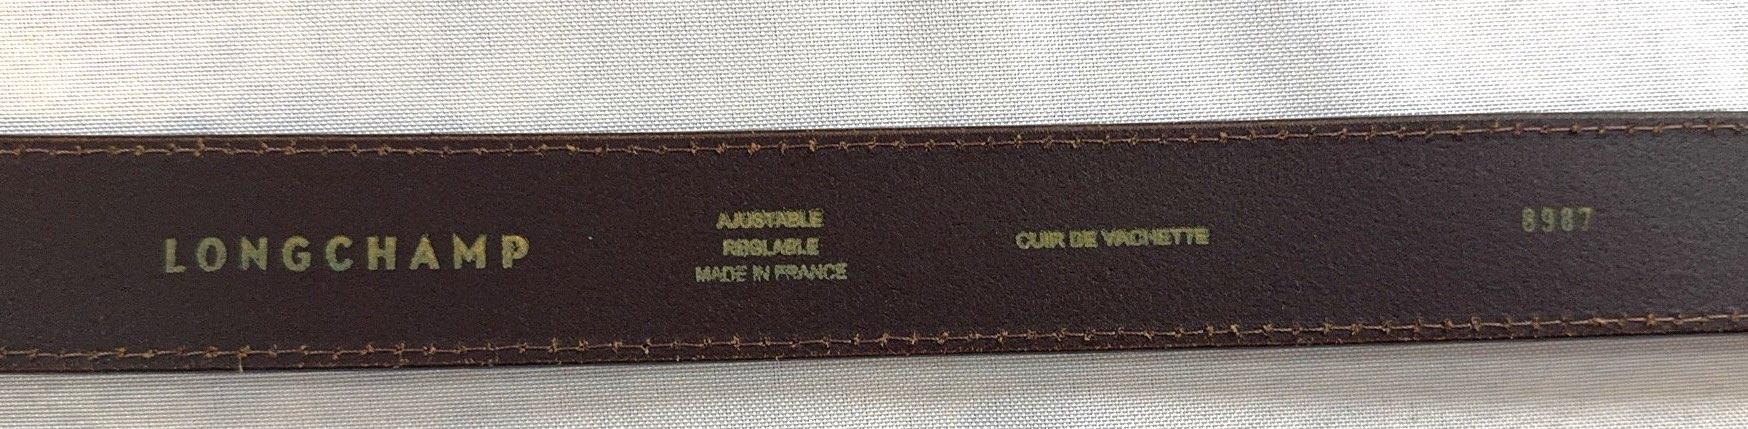 LONGCHAMP
AJUSTABLE
REGLABLE
MADE IN FRANCE
CUIR DE VACHETTE
8987